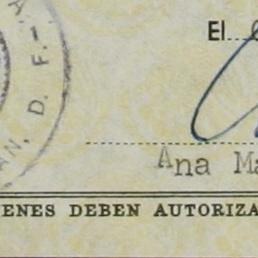 El
D. F.-
Ana Ma
ENES DEBEN AUTORIZA